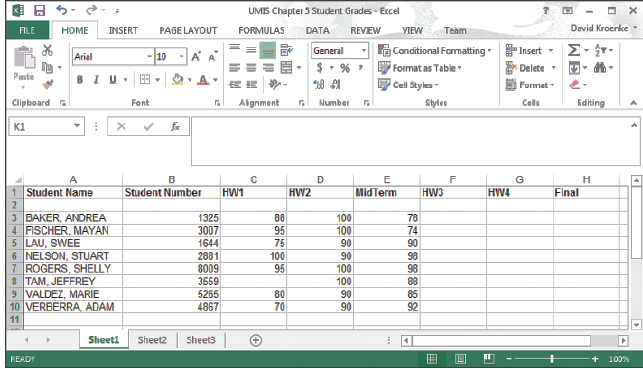 UMIS Chapter 5 Student Grades - Excel
FILE HOME INSERT PAGE LAYOUT FORMULAS DATA REVIEW VIEW Team David Kroenke
Paste Arial 10 A A General Conditional Formatting Insert
B I U A $ % , Format as Table Delete
Cell Styles Format
Clipboard Font Alignment Number Styles Cells Editing
K1 fx
A B C D E F G H
1 Student Name Student Number HW1 HW2 MidTerm HW3 HW4 Final
2
3 BAKER, ANDREA 1325 88 100 78
4 FISCHER, MAYAN 3007 95 100 74
5 LAU, SWEE 1644 75 90 90
6 NELSON, STUART 2881 100 90 98
7 ROGERS, SHELLY 8009 95 100 98
8 TAM, JEFFREY 3559 100 88
9 VALDEZ, MARIE 5265 80 90 85
10 VERBERRA, ADAM 4867 70 90 92
11
Sheet1 Sheet2 Sheet3
READY 100%